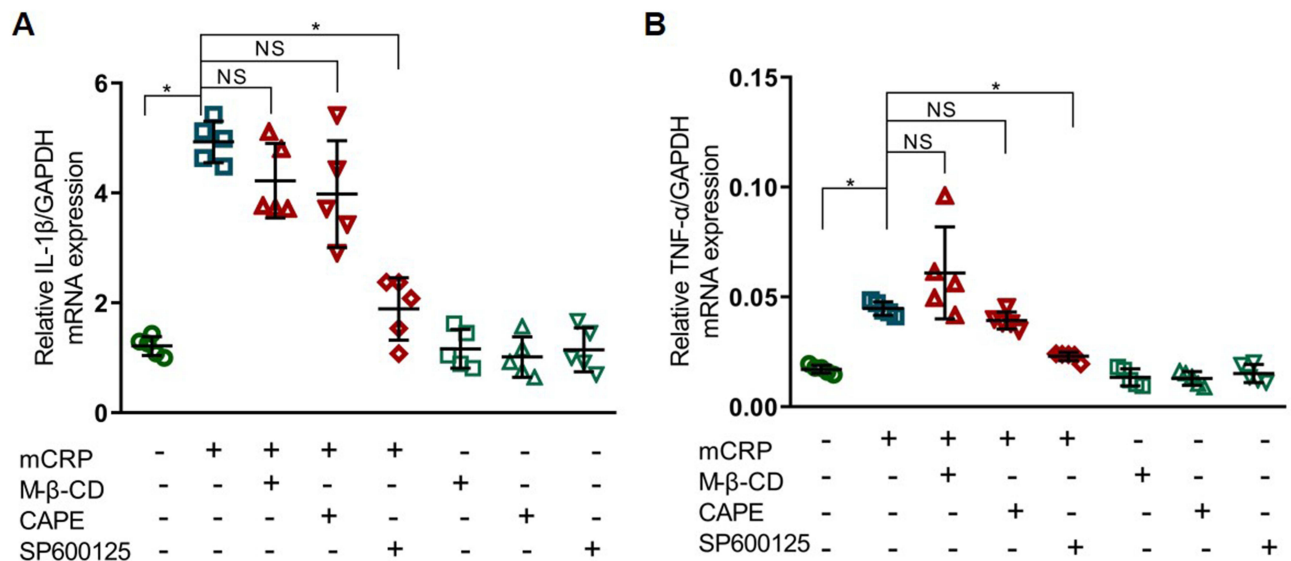 A
*
NS
NS
*
6
4
2
0
Relative IL-1β/GAPDH
mRNA expression
mCRP - + + + + - - -
M-β-CD - - + - - + - -
CAPE - - - + - - + -
SP600125 - - - - + - - +
B
*
NS
NS
*
0.15
0.10
0.05
0.00
Relative TNF-α/GAPDH
mRNA expression
mCRP - + + + + - - -
M-β-CD - - + - - + - -
CAPE - - - + - - + -
SP600125 - - - - + - - +